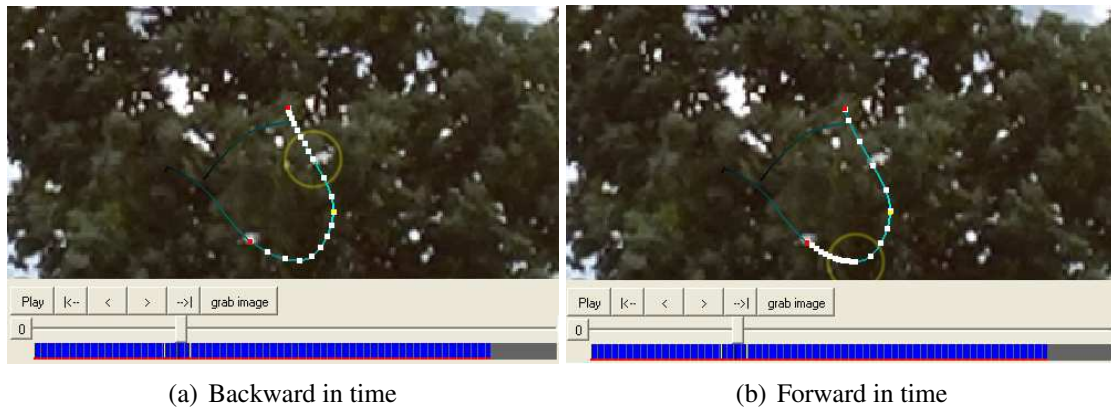 Play |<-- < > -->| grab image
0
Play |<-- < > -->| grab image
0
(a) Backward in time
(b) Forward in time